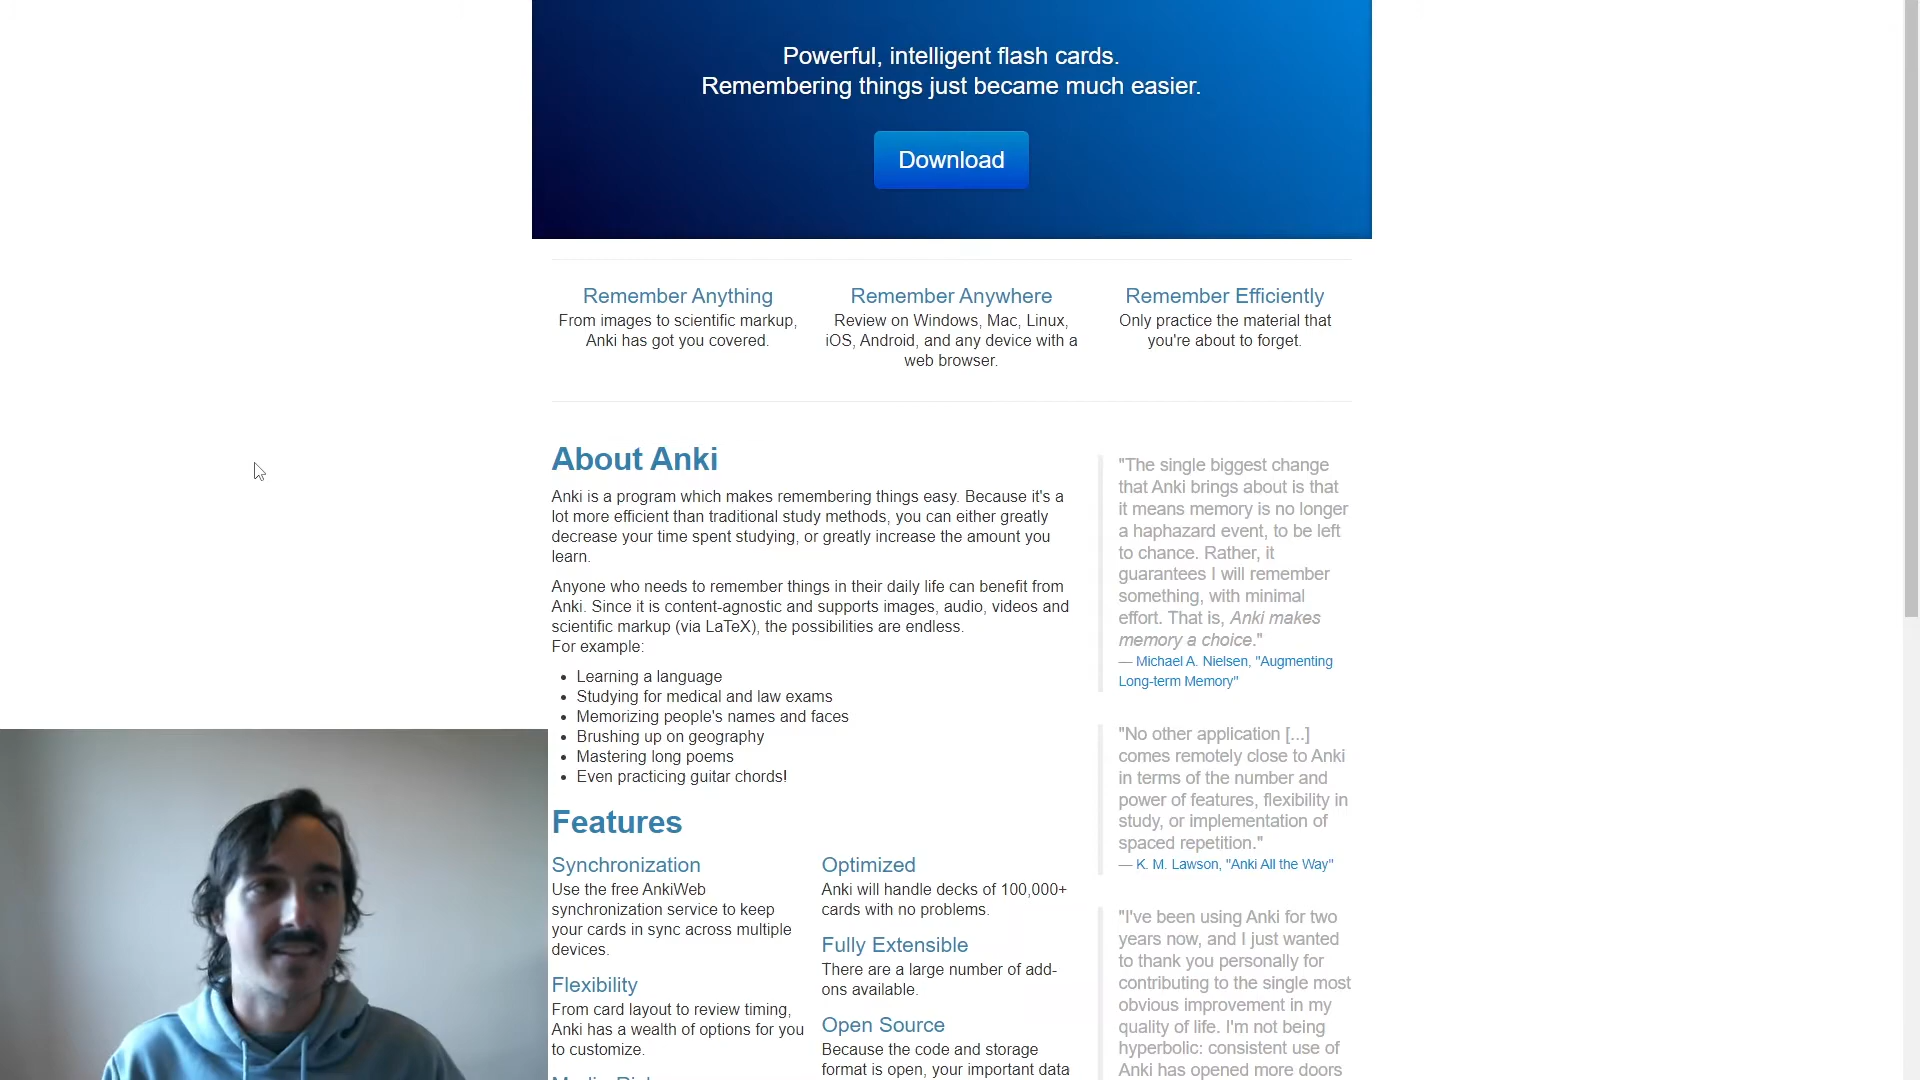 Powerful, intelligent flash cards.
Remembering things just became much easier.
Download
Remember Anything
From images to scientific markup,
Anki has got you covered.
Remember Anywhere
Review on Windows, Mac, Linux,
iOS, Android, and any device with a
web browser.
Remember Efficiently
Only practice the material that
you're about to forget.
About Anki
Anki is a program which makes remembering things easy. Because it's a
lot more efficient than traditional study methods, you can either greatly
decrease your time spent studying, or greatly increase the amount you
learn.
Anyone who needs to remember things in their daily life can benefit from
Anki. Since it is content-agnostic and supports images, audio, videos and
scientific markup (via LaTeX), the possibilities are endless.
For example:
• Learning a language
• Studying for medical and law exams
• Memorizing people's names and faces
• Brushing up on geography
• Mastering long poems
• Even practicing guitar chords!
Features
Synchronization
Use the free AnkiWeb
synchronization service to keep
your cards in sync across multiple
devices.
Flexibility
From card layout to review timing,
Anki has a wealth of options for you
to customize.
Optimized
Anki will handle decks of 100,000+
cards with no problems.
Fully Extensible
There are a large number of add-
ons available.
Open Source
Because the code and storage
format is open, your important data
"The single biggest change
that Anki brings about is that
it means memory is no longer
a haphazard event, to be left
to chance. Rather, it
guarantees I will remember
something, with minimal
effort. That is, Anki makes
memory a choice."
— Michael A. Nielsen, "Augmenting
Long-term Memory"
"No other application [...]
comes remotely close to Anki
in terms of the number and
power of features, flexibility in
study, or implementation of
spaced repetition."
— K. M. Lawson, "Anki All the Way"
"I've been using Anki for two
years now, and I just wanted
to thank you personally for
contributing to the single most
obvious improvement in my
quality of life. I'm not being
hyperbolic: consistent use of
Anki has opened more doors